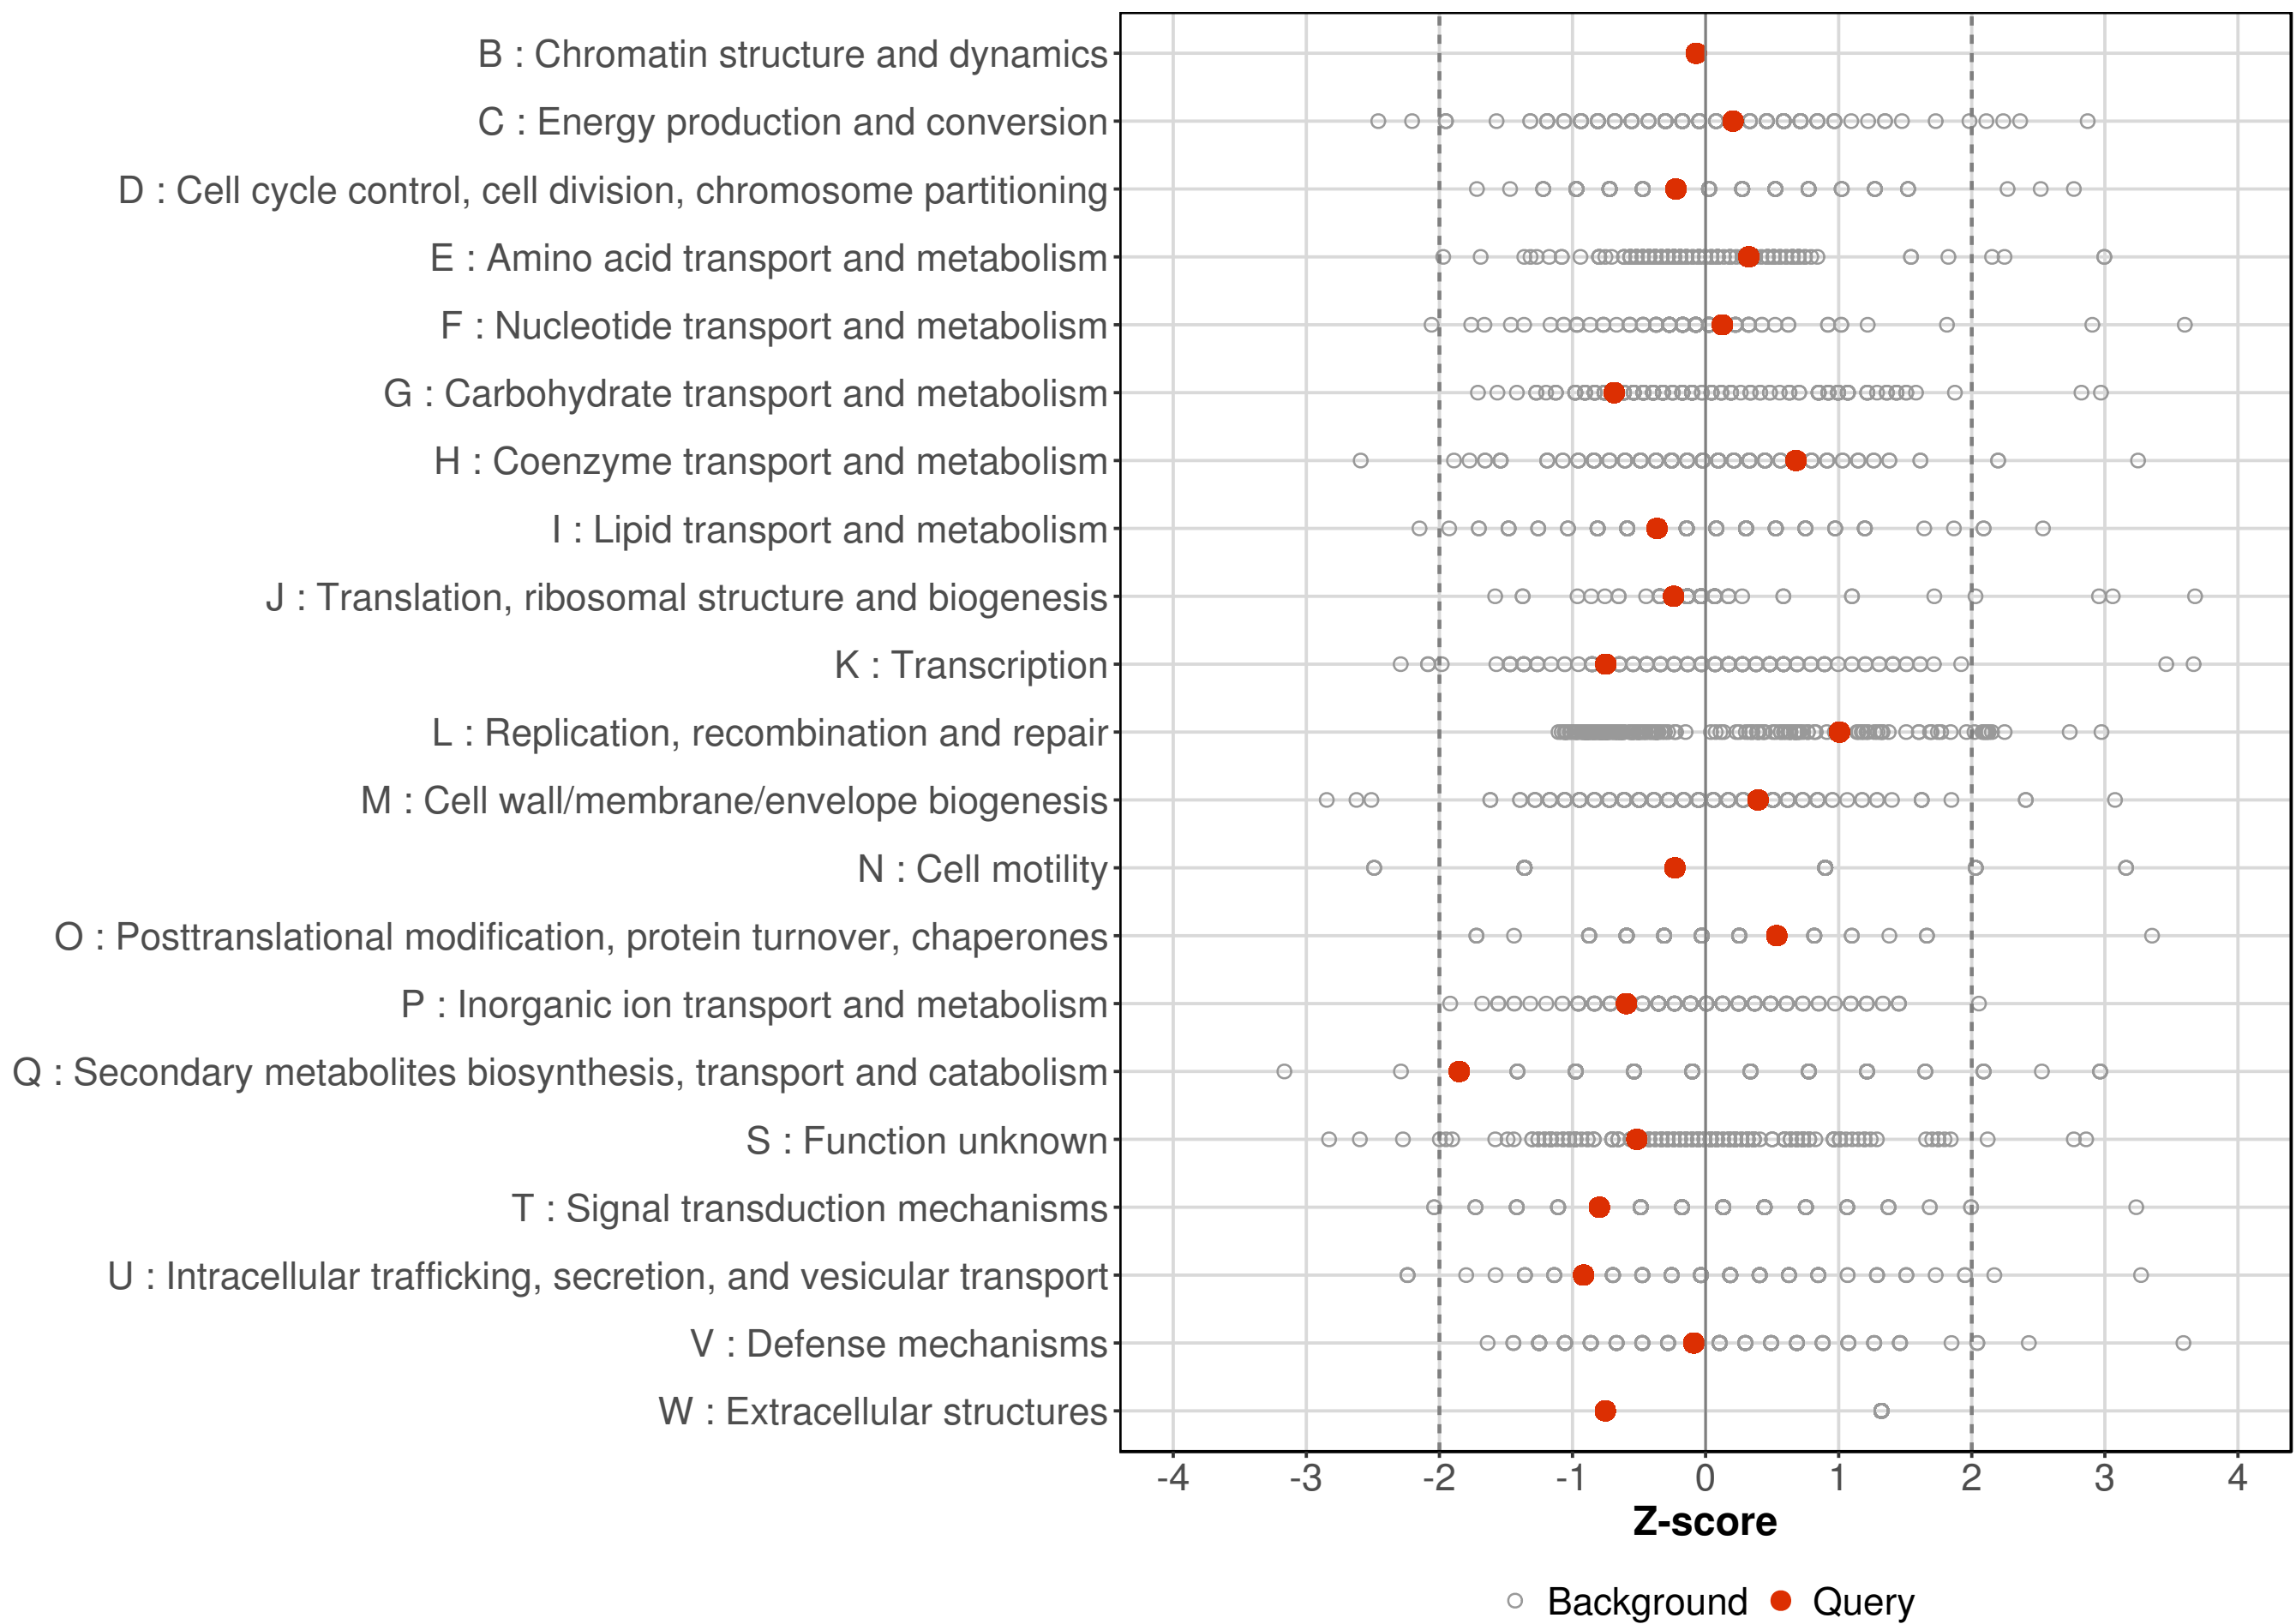 B : Chromatin structure and dynamics
C : Energy production and conversion
D : Cell cycle control, cell division, chromosome partitioning
E : Amino acid transport and metabolism
F : Nucleotide transport and metabolism
G : Carbohydrate transport and metabolism
H : Coenzyme transport and metabolism
I : Lipid transport and metabolism
J : Translation, ribosomal structure and biogenesis
K : Transcription
L : Replication, recombination and repair
M : Cell wall/membrane/envelope biogenesis
N : Cell motility
O : Posttranslational modification, protein turnover, chaperones
P : Inorganic ion transport and metabolism
Q : Secondary metabolites biosynthesis, transport and catabolism
S : Function unknown
T : Signal transduction mechanisms
U : Intracellular trafficking, secretion, and vesicular transport
V : Defense mechanisms
W : Extracellular structures
-4 -3 -2 -1 0 1 2 3 4
Z-score
Background Query